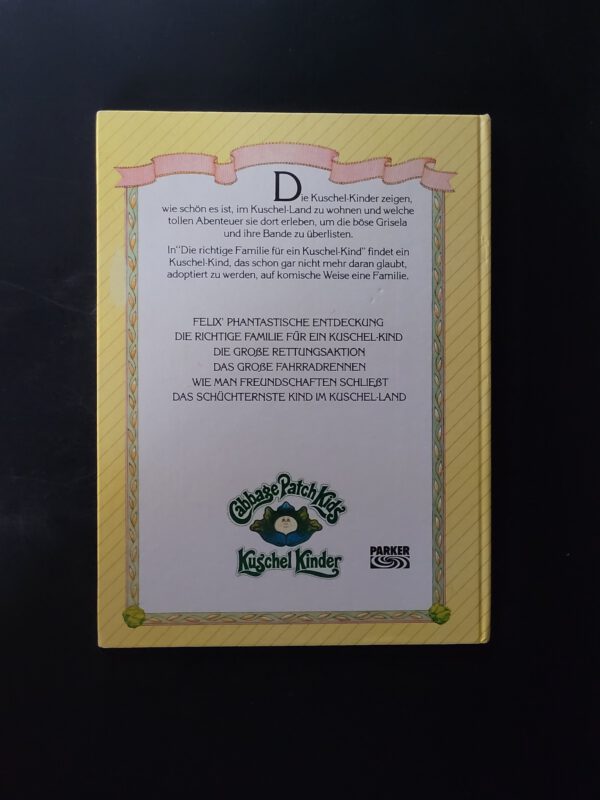 Die Kuschel-Kinder zeigen,
wie schön es ist, im Kuschel-Land zu wohnen und welche
tollen Abenteuer sie dort erleben, um die böse Grisela
und ihre Bande zu überlisten.
In "Die richtige Familie für ein Kuschel-Kind" findet ein
Kuschel-Kind, das schon gar nicht mehr daran glaubt,
adoptiert zu werden, auf komische Weise eine Familie.
FELIX' PHANTASTISCHE ENTDECKUNG
DIE RICHTIGE FAMILIE FÜR EIN KUSCHEL-KIND
DIE GROßE RETTUNGSAKTION
DAS GROßE FAHRRADRENNEN
WIE MAN FREUNDSCHAFTEN SCHLIEßT
DAS SCHÜCHTERNSTE KIND IM KUSCHEL-LAND
Cabbage Patch Kids
Kuschel Kinder
PARKER